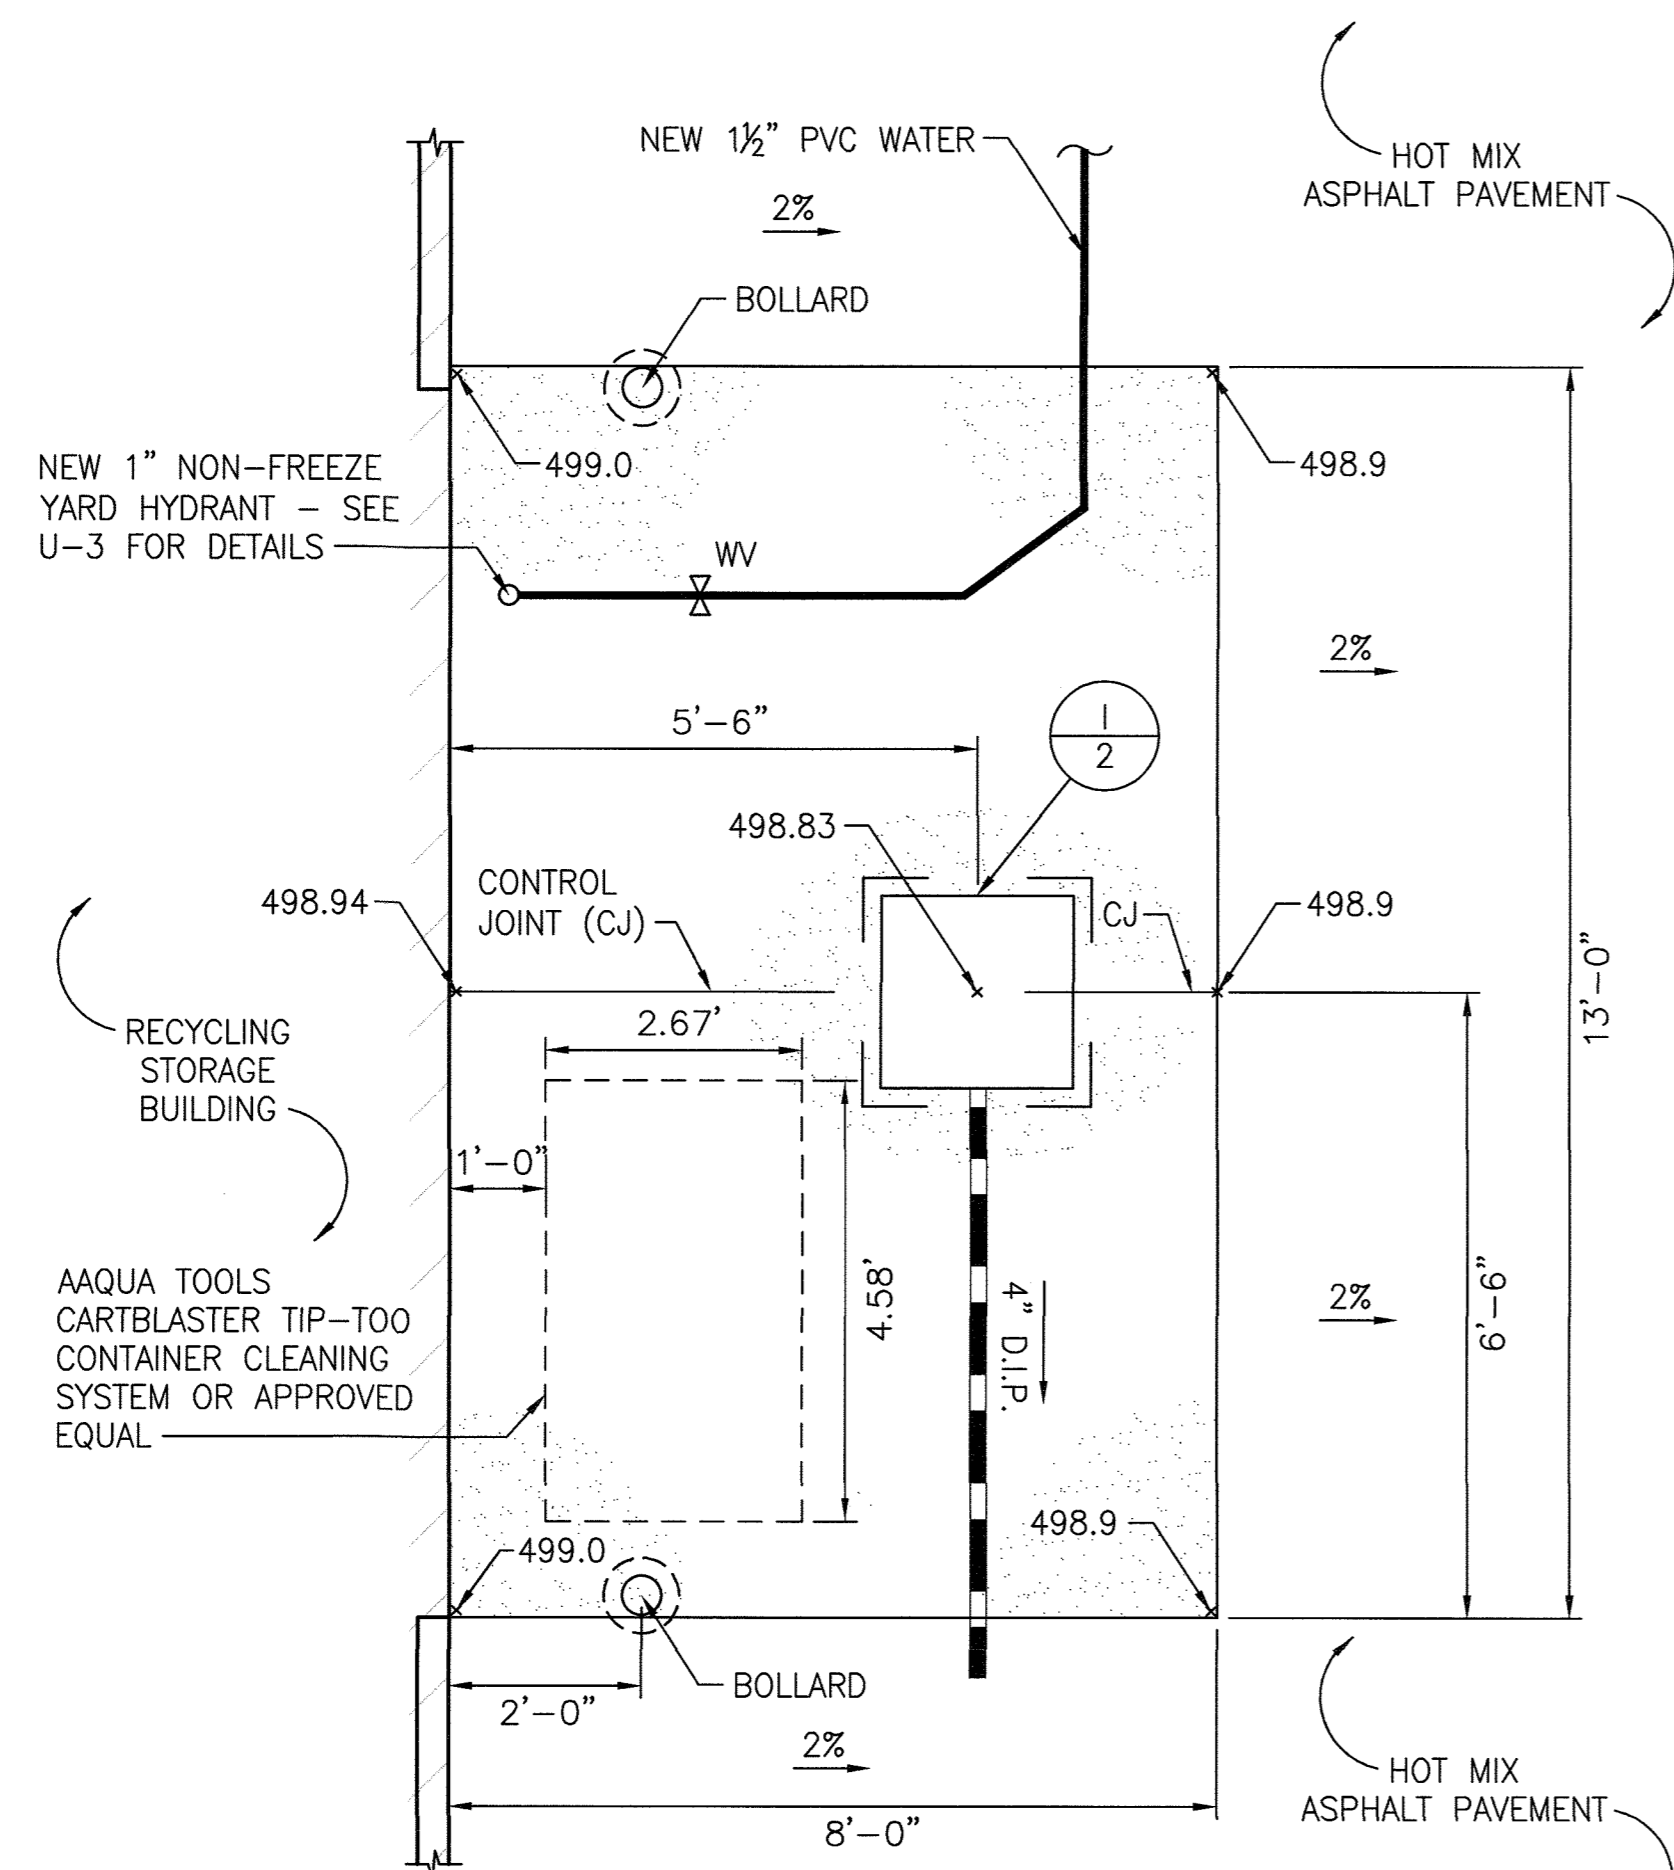 NEW 1½” PVC WATER
HOT MIX
ASPHALT PAVEMENT
2%
BOLLARD
NEW 1” NON-FREEZE
YARD HYDRANT – SEE
U-3 FOR DETAILS
499.0
498.9
WV
2%
5’-6”
1
2
498.83
CONTROL
JOINT (CJ)
498.94
CJ
498.9
13’-0”
2.67’
RECYCLING
STORAGE
BUILDING
1’-0”
4.58’
4” D.I.P.
2%
6’-6”
AAQUA TOOLS
CARTBLASTER TIP-TOO
CONTAINER CLEANING
SYSTEM OR APPROVED
EQUAL
499.0
498.9
BOLLARD
2’-0”
2%
HOT MIX
ASPHALT PAVEMENT
8’-0”